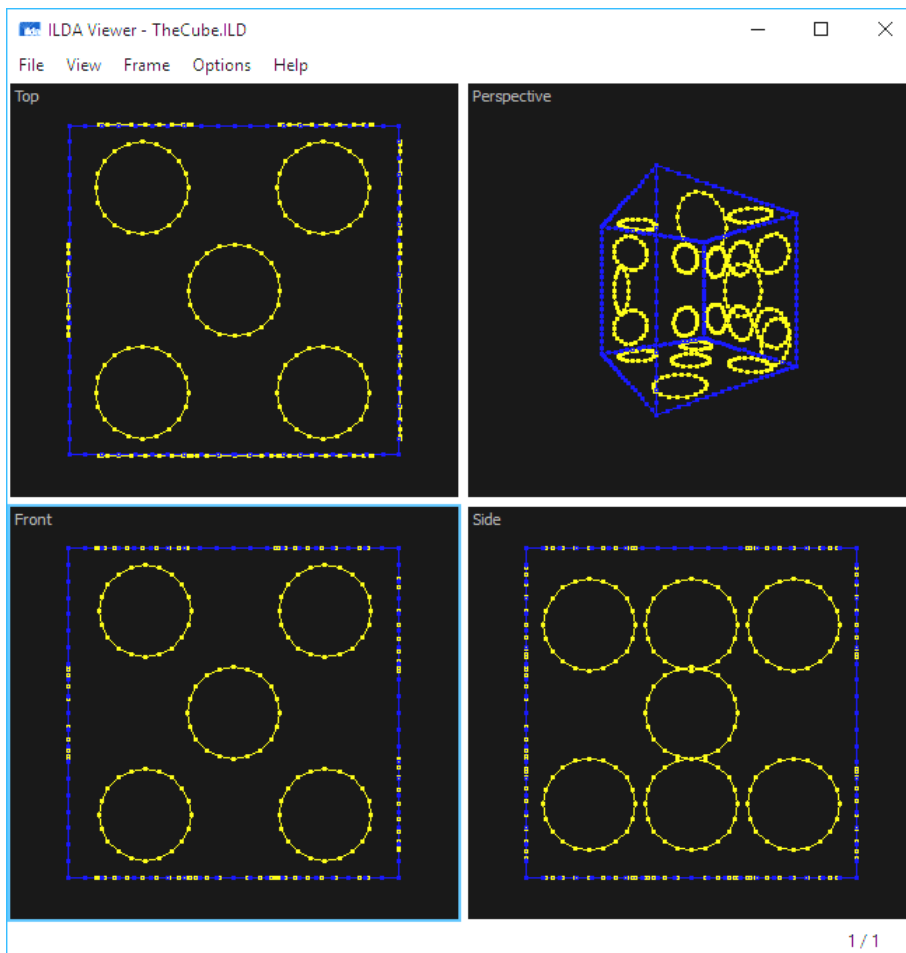 ILDA Viewer - TheCube.ILD
File View Frame Options Help
Top
Perspective
Front
Side
1 / 1